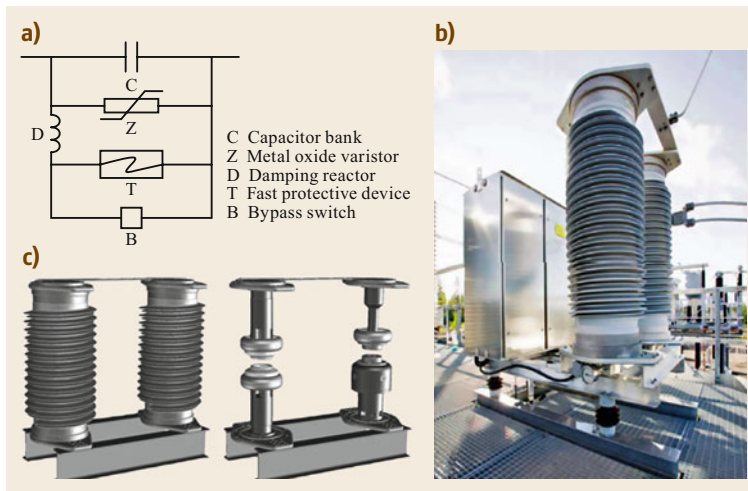 a)
C
Z
D
T
B
C Capacitor bank
Z Metal oxide varistor
D Damping reactor
T Fast protective device
B Bypass switch
b)
c)